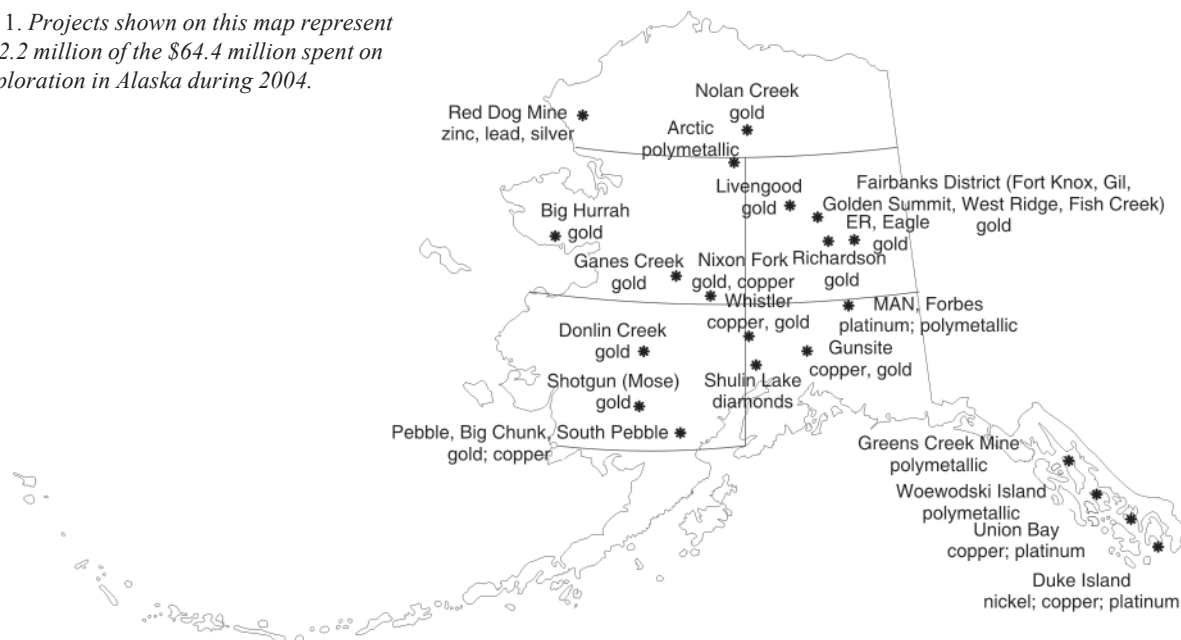 1. Projects shown on this map represent
2.2 million of the $64.4 million spent on
ploration in Alaska during 2004.
Nolan Creek
gold
Red Dog Mine
zinc, lead, silver
Arctic
polymetallic
Livengood
gold
Fairbanks District (Fort Knox, Gil,
Golden Summit, West Ridge, Fish Creek)
gold
ER, Eagle
gold
Big Hurrah
gold
Ganes Creek
gold
Nixon Fork
gold, copper
Richardson
gold
Whistler
copper, gold
MAN, Forbes
platinum; polymetallic
Donlin Creek
gold
Gunsite
copper, gold
Shotgun (Mose)
gold
Shulin Lake
diamonds
Pebble, Big Chunk, South Pebble
gold; copper
Greens Creek Mine
polymetallic
Woewodski Island
polymetallic
Union Bay
copper; platinum
Duke Island
nickel; copper; platinum